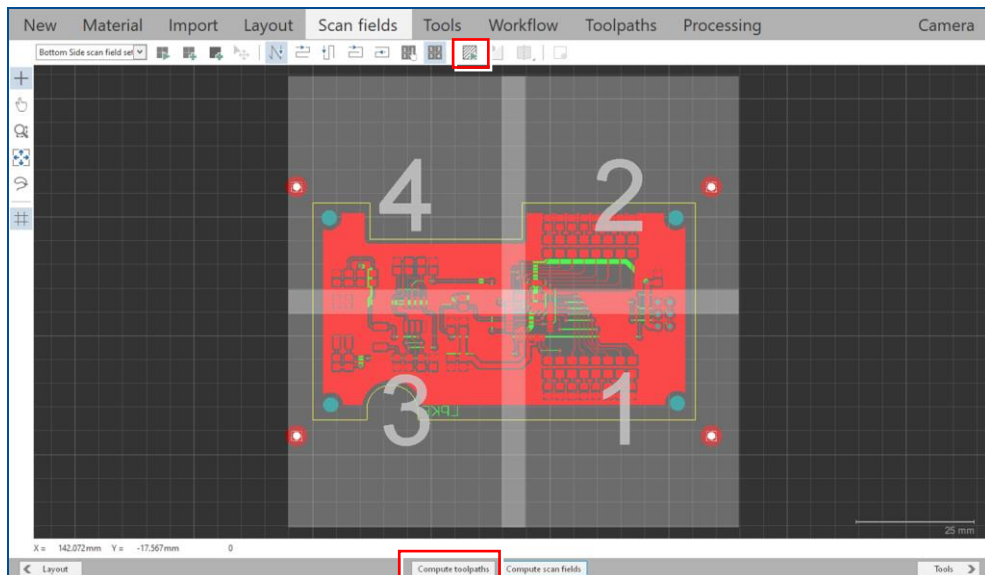 New Material Import Layout Scan fields Tools Workflow Toolpaths Processing Camera
Bottom Side scan field set
4 2
3 1
25 mm
X = 142.072mm Y = -17.567mm 0
Layout Compute toolpaths Compute scan fields Tools